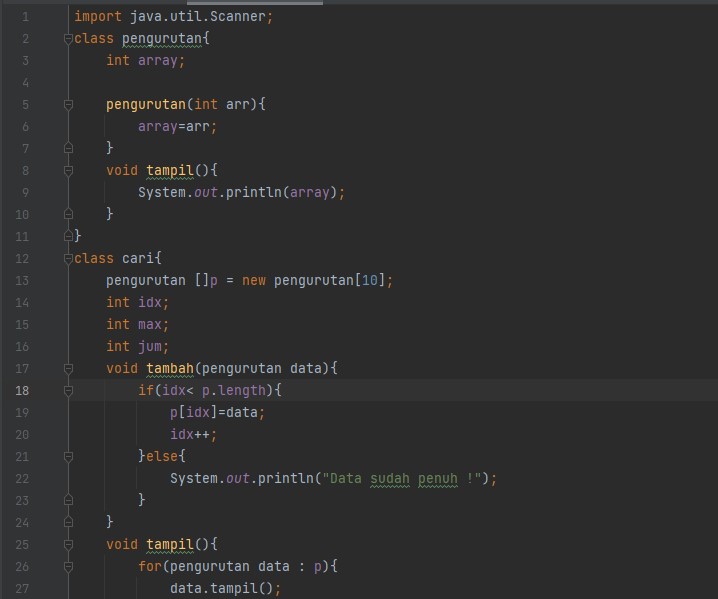 1 import java.util.Scanner;
2 class pengurutan{
3 int array;
4
5 pengurutan(int arr){
6 array=arr;
7 }
8 void tampil(){
9 System.out.println(array);
10 }
11 }
12 class cari{
13 pengurutan []p = new pengurutan[10];
14 int idx;
15 int max;
16 int jum;
17 void tambah(pengurutan data){
18 if(idx< p.length){
19 p[idx]=data;
20 idx++;
21 }else{
22 System.out.println("Data sudah penuh !");
23 }
24 }
25 void tampil(){
26 for(pengurutan data : p){
27 data.tampil();